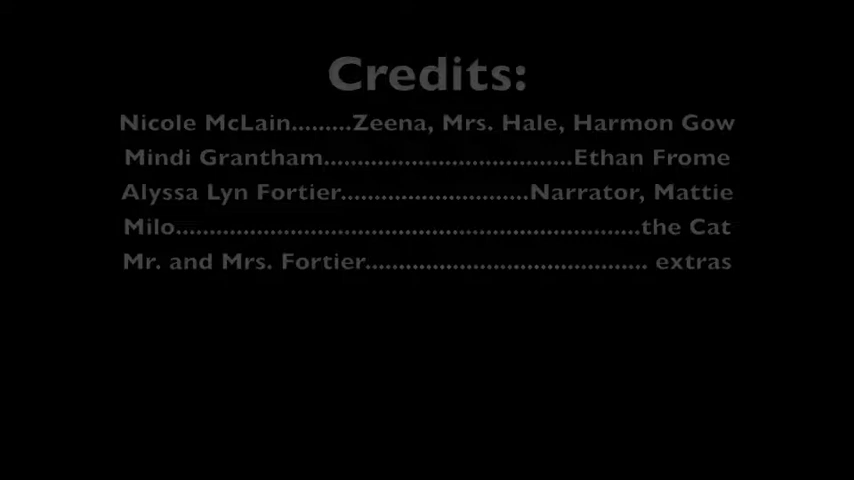 Credits:
Nicole McLain.........Zeena, Mrs. Hale, Harmon Gow
Mindi Grantham.....................................Ethan Frome
Alyssa Lyn Fortier............................Narrator, Mattie
Milo.....................................................................the Cat
Mr. and Mrs. Fortier.......................................... extras